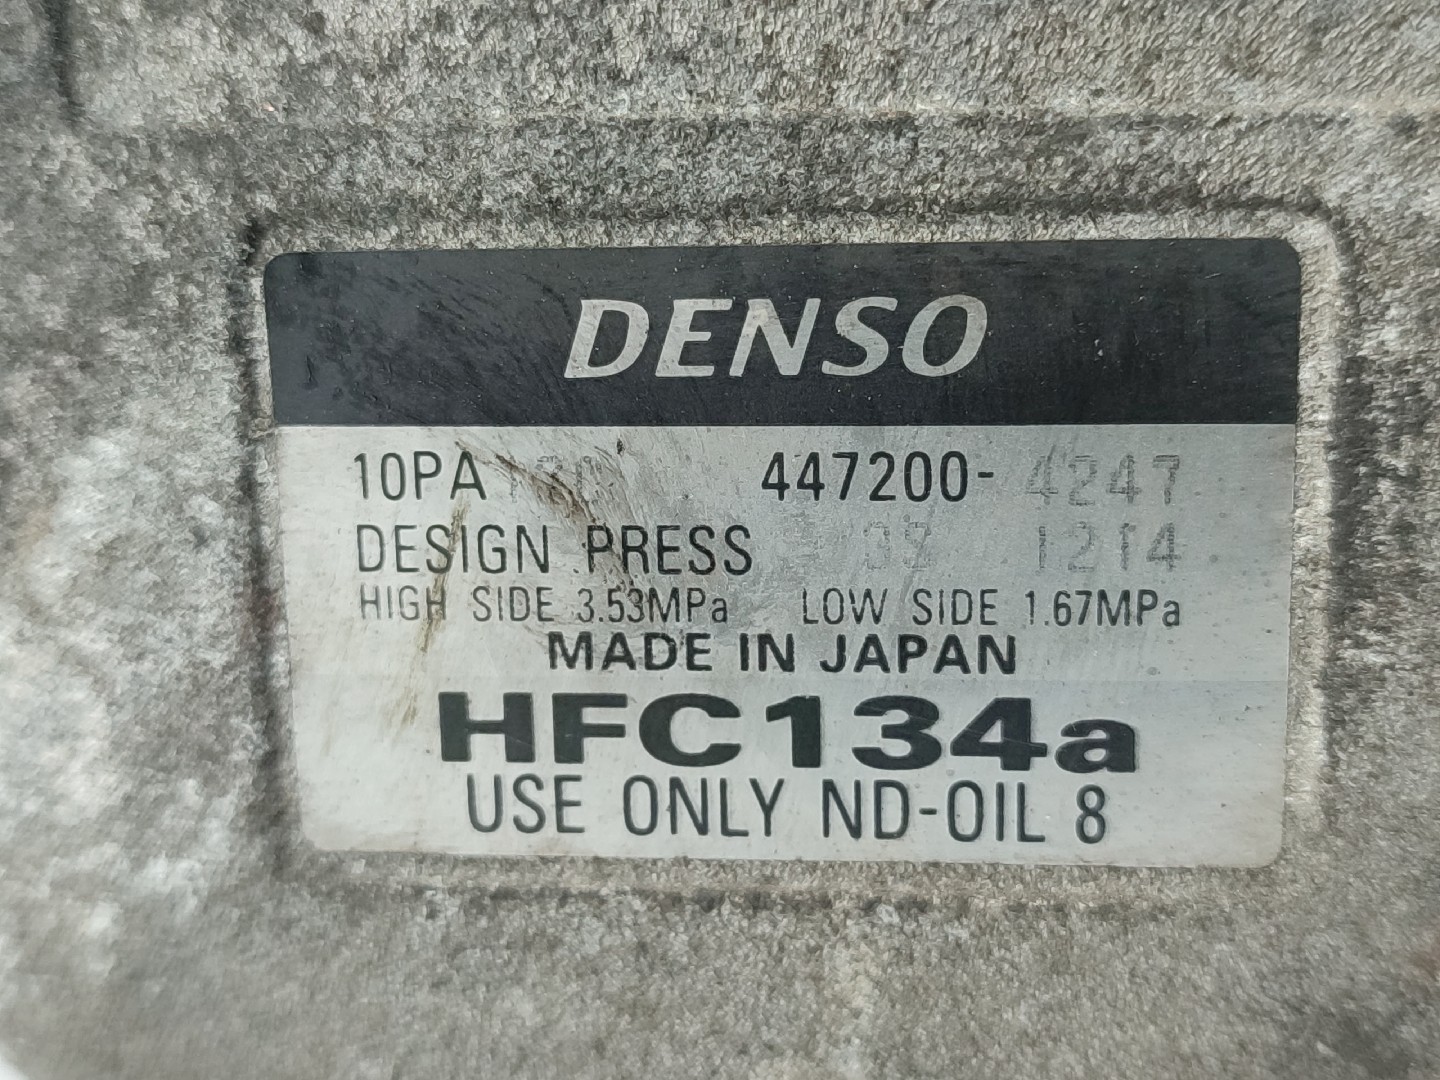 DENSO
10PA 447200-4247
DESIGN PRESS 1214
HIGH SIDE 3.53MPa LOW SIDE 1.67MPa
MADE IN JAPAN
HFC134a
USE ONLY ND-OIL 8